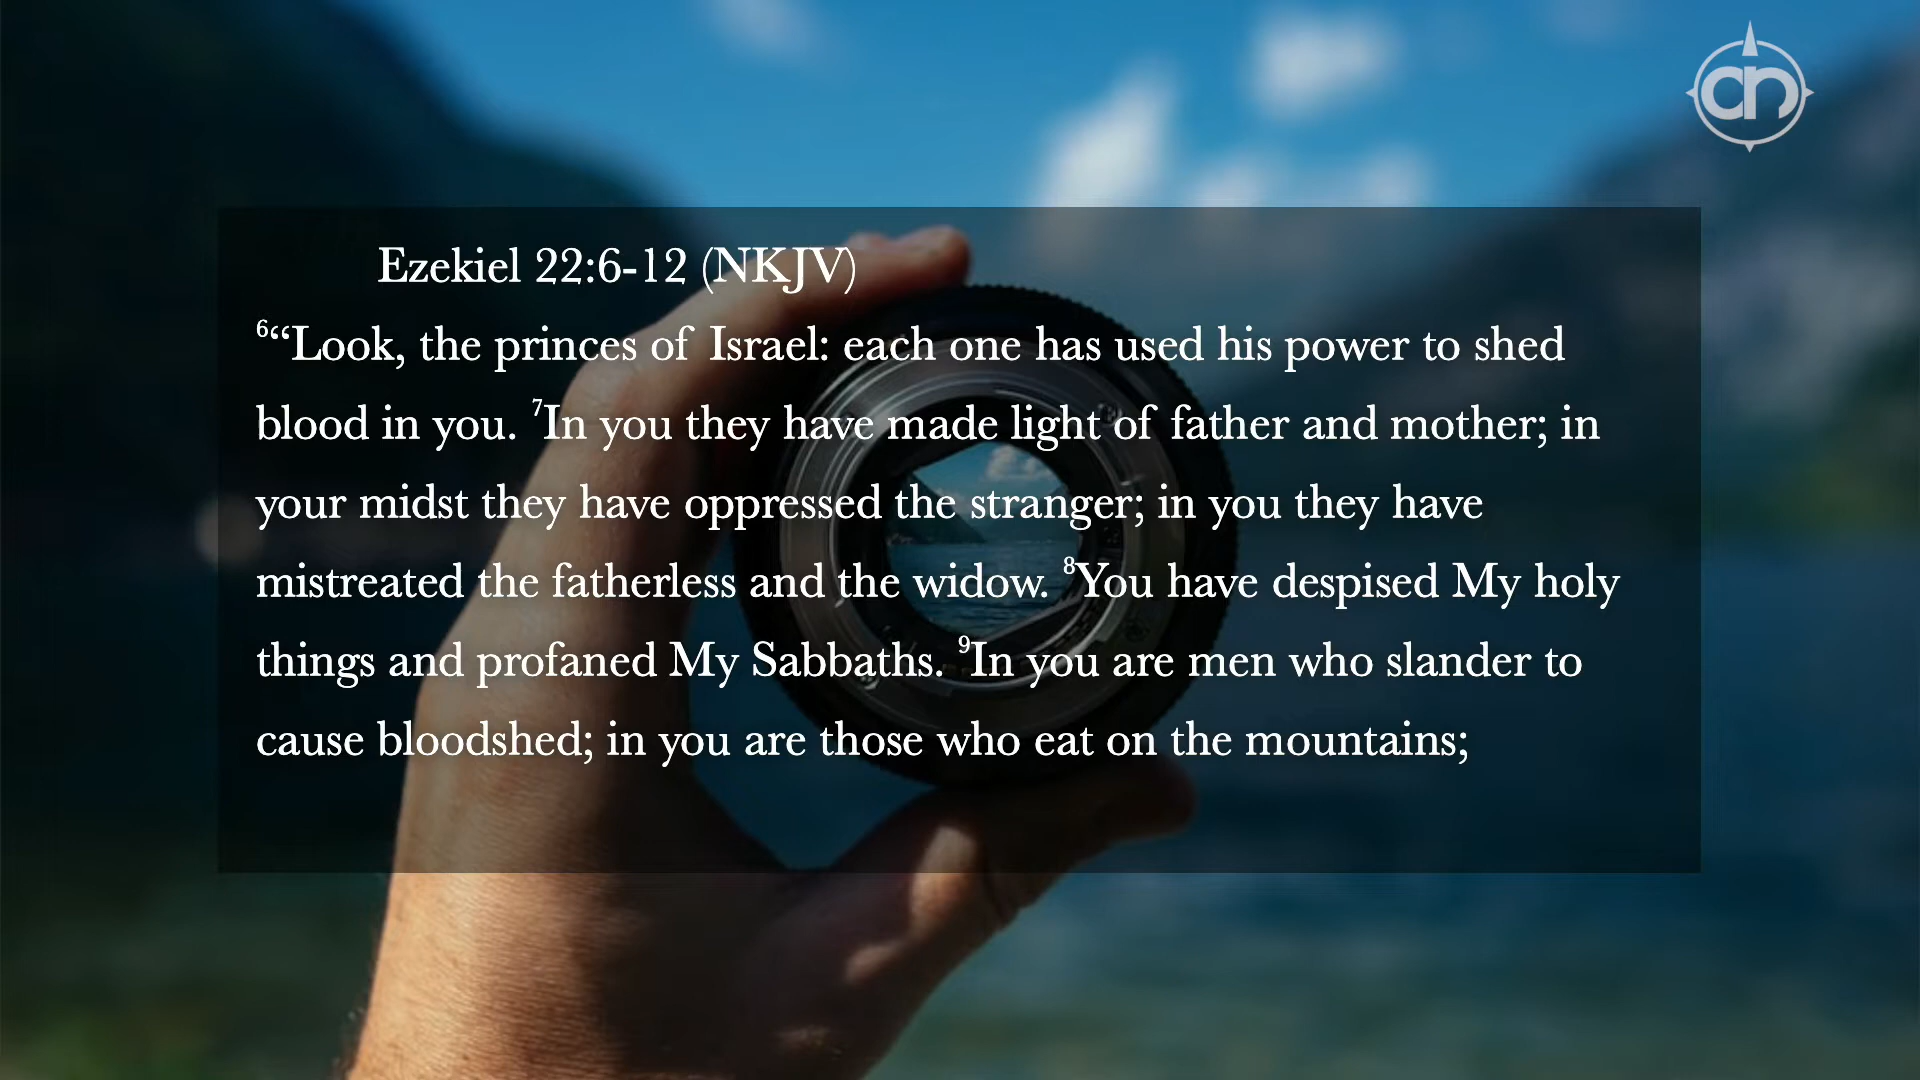 cn
Ezekiel 22:6-12 (NKJV)
⁶“Look, the princes of Israel: each one has used his power to shed
blood in you. ⁷In you they have made light of father and mother; in
your midst they have oppressed the stranger; in you they have
mistreated the fatherless and the widow. ⁸You have despised My holy
things and profaned My Sabbaths. ⁹In you are men who slander to
cause bloodshed; in you are those who eat on the mountains;